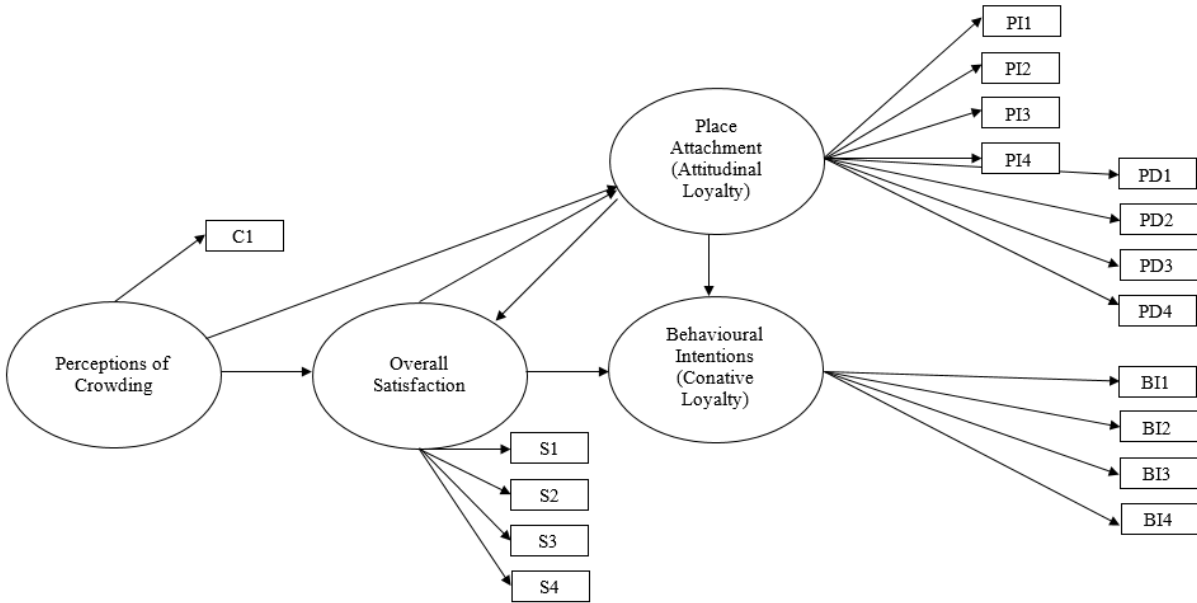 PI1
PI2
PI3
PI4
Place
Attachment
(Attitudinal
Loyalty)
PD1
PD2
PD3
PD4
C1
Perceptions of
Crowding
Overall
Satisfaction
Behavioural
Intentions
(Conative
Loyalty)
BI1
BI2
BI3
BI4
S1
S2
S3
S4